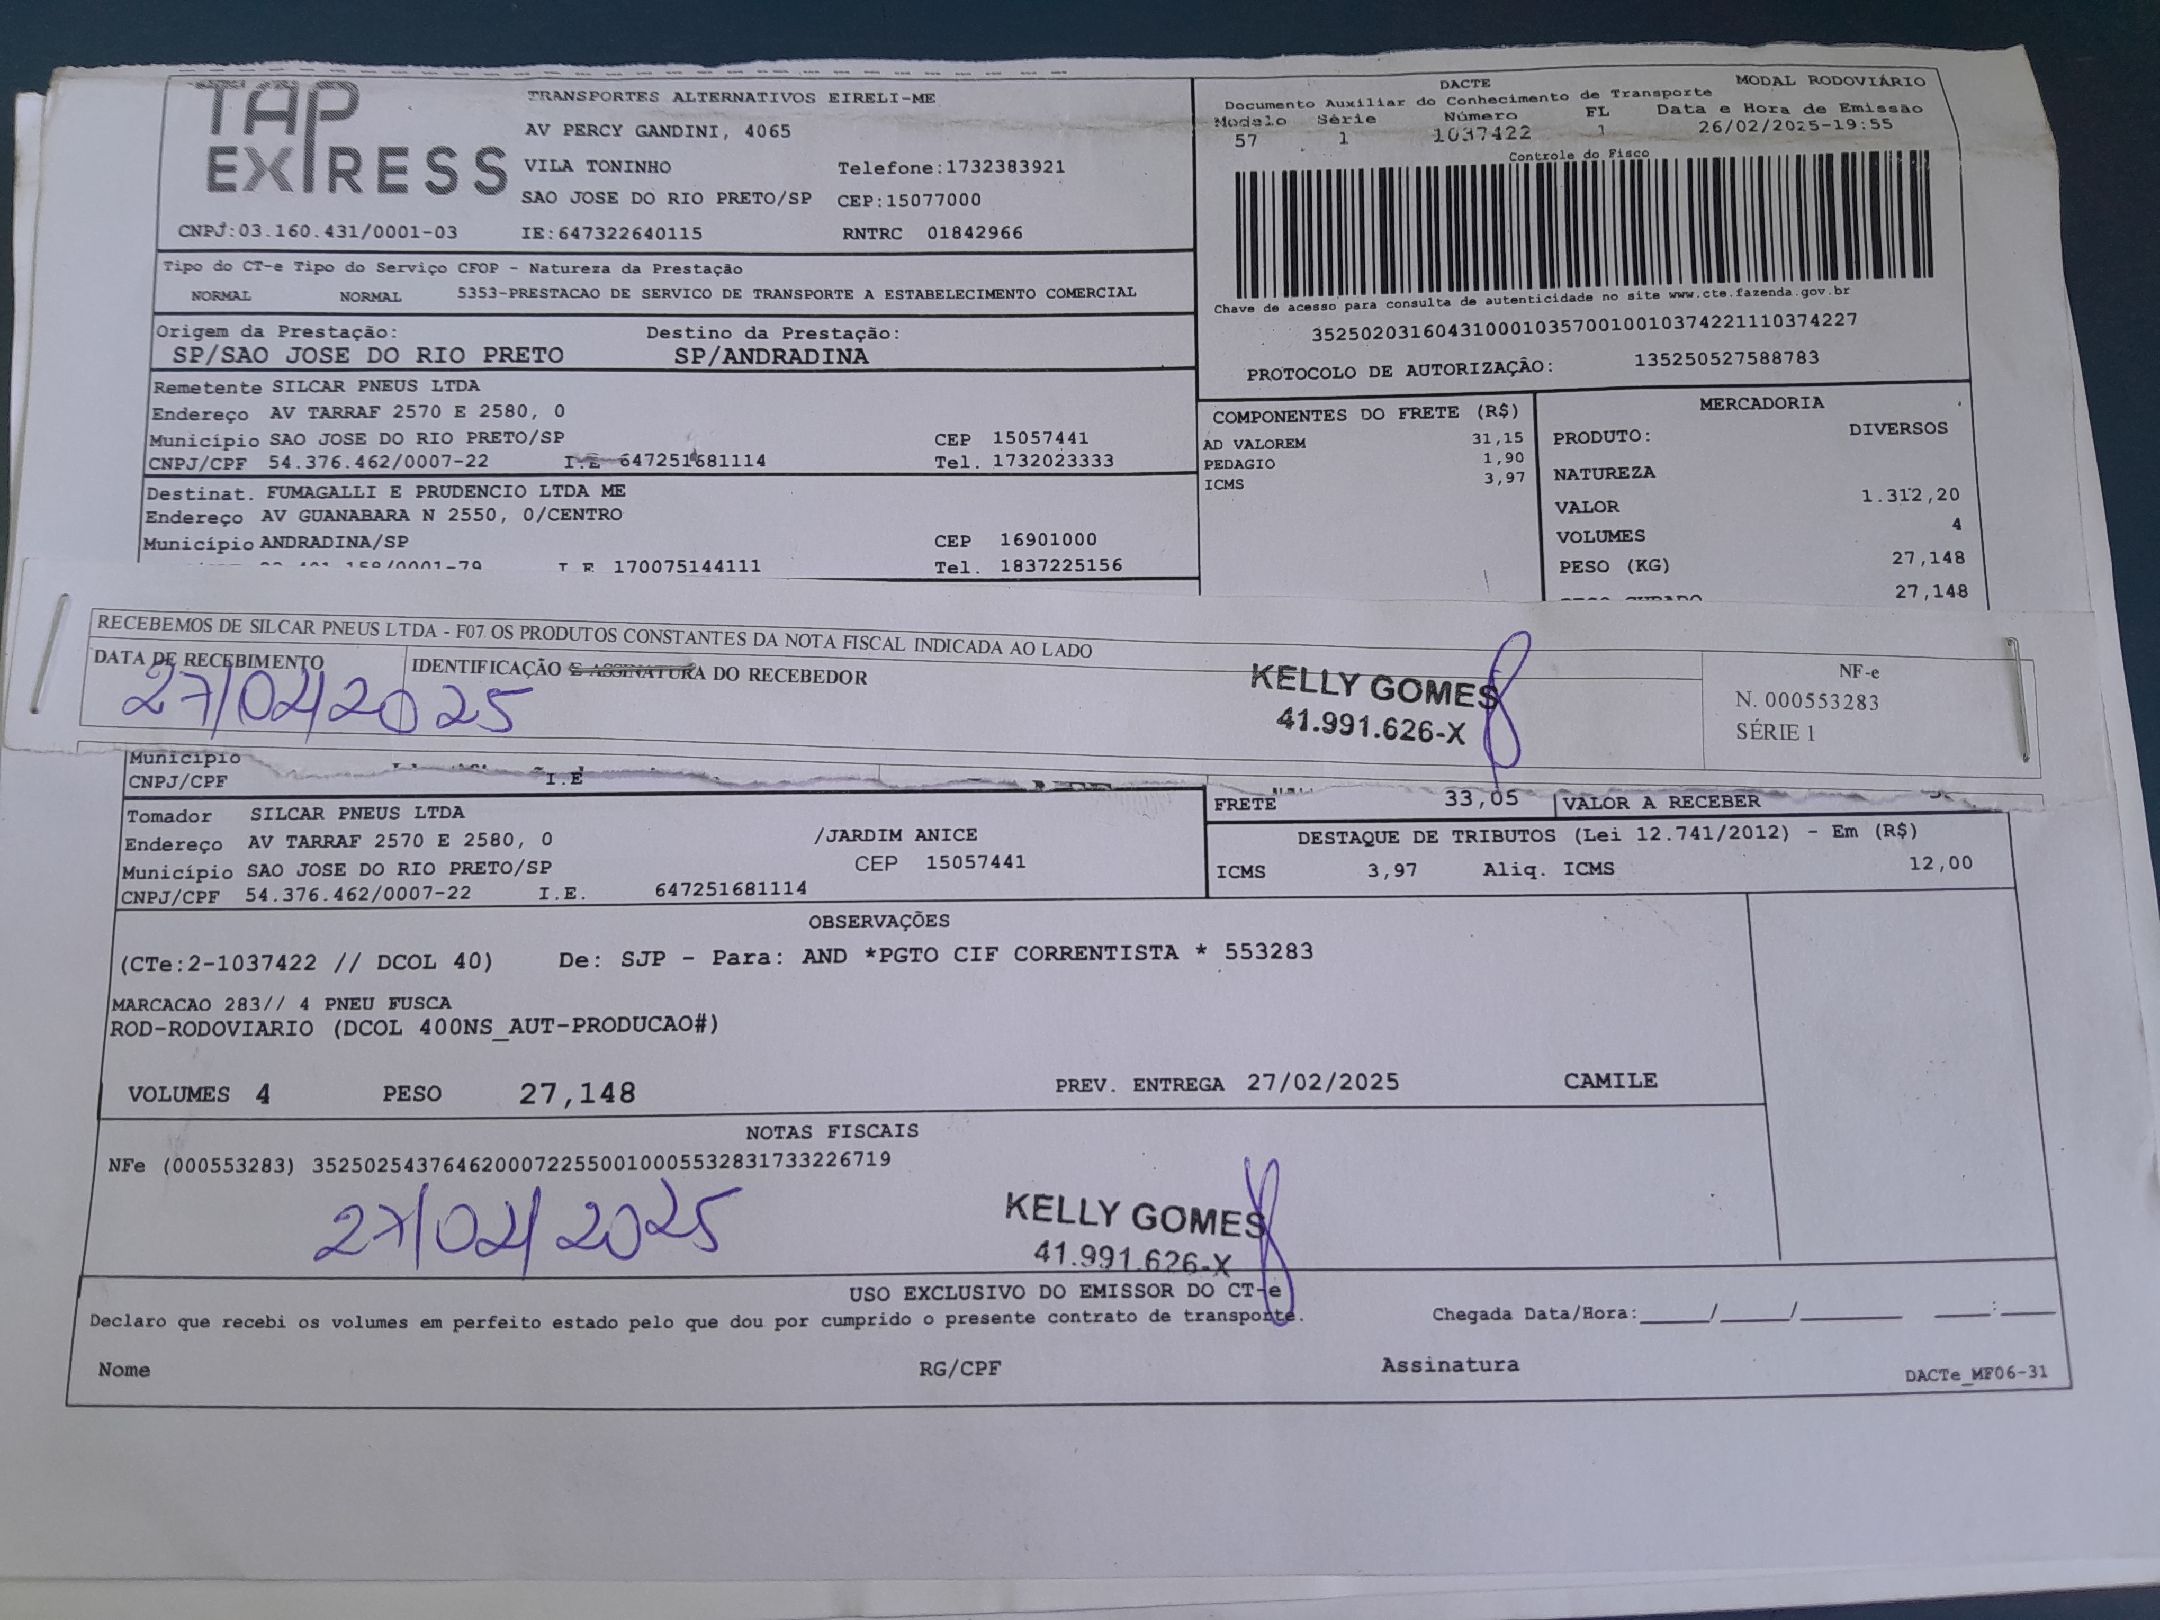 TAP EXPRESS
TRANSPORTES ALTERNATIVOS EIRELI-ME
AV PERCY GANDINI, 4065
VILA TONINHO Telefone:1732383921
SAO JOSE DO RIO PRETO/SP CEP:15077000
CNPJ:03.160.431/0001-03 IE:647322640115 RNTRC 01842966
DACTE MODAL RODOVIÁRIO
Documento Auxiliar do Conhecimento de Transporte
Modelo Série Número FL Data e Hora de Emissão
57 1 1037422 1 26/02/2025-19:55
Controle do Fisco
Chave de acesso para consulta de autenticidade no site www.cte.fazenda.gov.br
35250203160431000103570010010374221110374227
PROTOCOLO DE AUTORIZAÇÃO: 135250527588783
Tipo do CT-e Tipo do Serviço CFOP - Natureza da Prestação
NORMAL NORMAL 5353-PRESTACAO DE SERVICO DE TRANSPORTE A ESTABELECIMENTO COMERCIAL
Origem da Prestação: Destino da Prestação:
SP/SAO JOSE DO RIO PRETO SP/ANDRADINA
Remetente SILCAR PNEUS LTDA
Endereço AV TARRAF 2570 E 2580, 0
Município SAO JOSE DO RIO PRETO/SP CEP 15057441
CNPJ/CPF 54.376.462/0007-22 I.E 647251681114 Tel. 1732023333
Destinat. FUMAGALLI E PRUDENCIO LTDA ME
Endereço AV GUANABARA N 2550, 0/CENTRO
Município ANDRADINA/SP CEP 16901000
I.E 170075144111 Tel. 1837225156
COMPONENTES DO FRETE (R$)
AD VALOREM 31,15
PEDAGIO 1,90
ICMS 3,97
MERCADORIA
PRODUTO: DIVERSOS
NATUREZA
VALOR 1.312,20
VOLUMES 4
PESO (KG) 27,148
27,148
RECEBEMOS DE SILCAR PNEUS LTDA - F07 OS PRODUTOS CONSTANTES DA NOTA FISCAL INDICADA AO LADO
DATA DE RECEBIMENTO IDENTIFICAÇÃO E ASSINATURA DO RECEBEDOR
27/02/2025
KELLY GOMES
41.991.626-X
NF-e
N. 000553283
SÉRIE 1
Município
CNPJ/CPF I.E
FRETE 33,05 VALOR A RECEBER
Tomador SILCAR PNEUS LTDA
Endereço AV TARRAF 2570 E 2580, 0 /JARDIM ANICE
Município SAO JOSE DO RIO PRETO/SP CEP 15057441
CNPJ/CPF 54.376.462/0007-22 I.E. 647251681114
DESTAQUE DE TRIBUTOS (Lei 12.741/2012) - Em (R$)
ICMS 3,97 Aliq. ICMS 12,00
OBSERVAÇÕES
(CTe:2-1037422 // DCOL 40) De: SJP - Para: AND *PGTO CIF CORRENTISTA * 553283
MARCACAO 283// 4 PNEU FUSCA
ROD-RODOVIARIO (DCOL 400NS_AUT-PRODUCAO#)
VOLUMES 4 PESO 27,148 PREV. ENTREGA 27/02/2025 CAMILE
NOTAS FISCAIS
NFe (000553283) 35250254376462000722550010005532831733226719
27/02/2025
KELLY GOMES
41.991.626-X
USO EXCLUSIVO DO EMISSOR DO CT-e
Declaro que recebi os volumes em perfeito estado pelo que dou por cumprido o presente contrato de transporte. Chegada Data/Hora:_____/_____/________ ____:____
Nome RG/CPF Assinatura DACTe_MF06-31